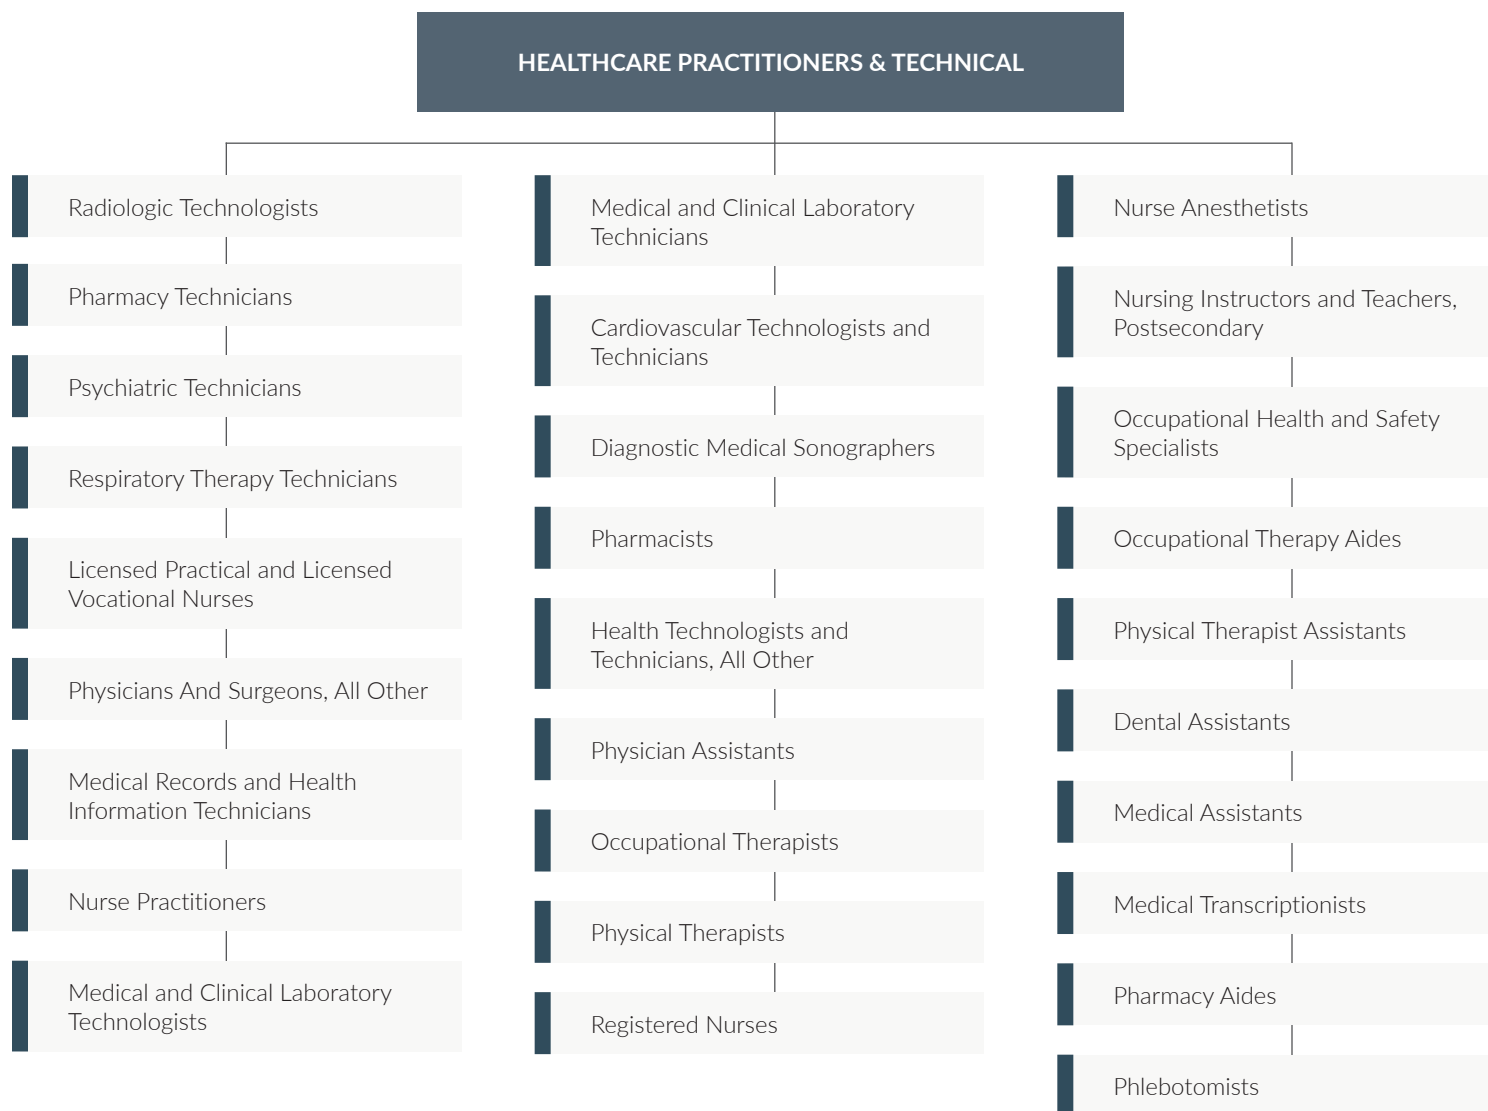 HEALTHCARE PRACTITIONERS & TECHNICAL
Radiologic Technologists
Pharmacy Technicians
Psychiatric Technicians
Respiratory Therapy Technicians
Licensed Practical and Licensed
Vocational Nurses
Physicians And Surgeons, All Other
Medical Records and Health
Information Technicians
Nurse Practitioners
Medical and Clinical Laboratory
Technologists
Medical and Clinical Laboratory
Technicians
Cardiovascular Technologists and
Technicians
Diagnostic Medical Sonographers
Pharmacists
Health Technologists and
Technicians, All Other
Physician Assistants
Occupational Therapists
Physical Therapists
Registered Nurses
Nurse Anesthetists
Nursing Instructors and Teachers,
Postsecondary
Occupational Health and Safety
Specialists
Occupational Therapy Aides
Physical Therapist Assistants
Dental Assistants
Medical Assistants
Medical Transcriptionists
Pharmacy Aides
Phlebotomists